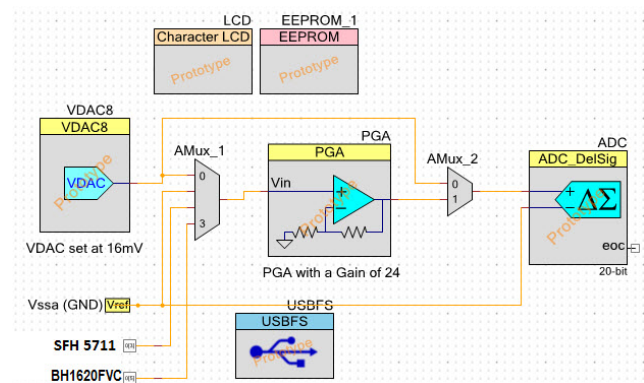 LCD
EEPROM_1
Character LCD
EEPROM
Prototype
Prototype
VDAC8
VDAC8
VDAC
Prototype
VDAC set at 16mV
AMux_1
0
3
PGA
PGA
Vin
Prototype
PGA with a Gain of 24
AMux_2
0
1
ADC
ADC_DelSig
ΔΣ
Prototype
eoc
20-bit
Vssa (GND) Vref
SFH 5711
BH1620FVC
USBFS
USBFS
Prototype